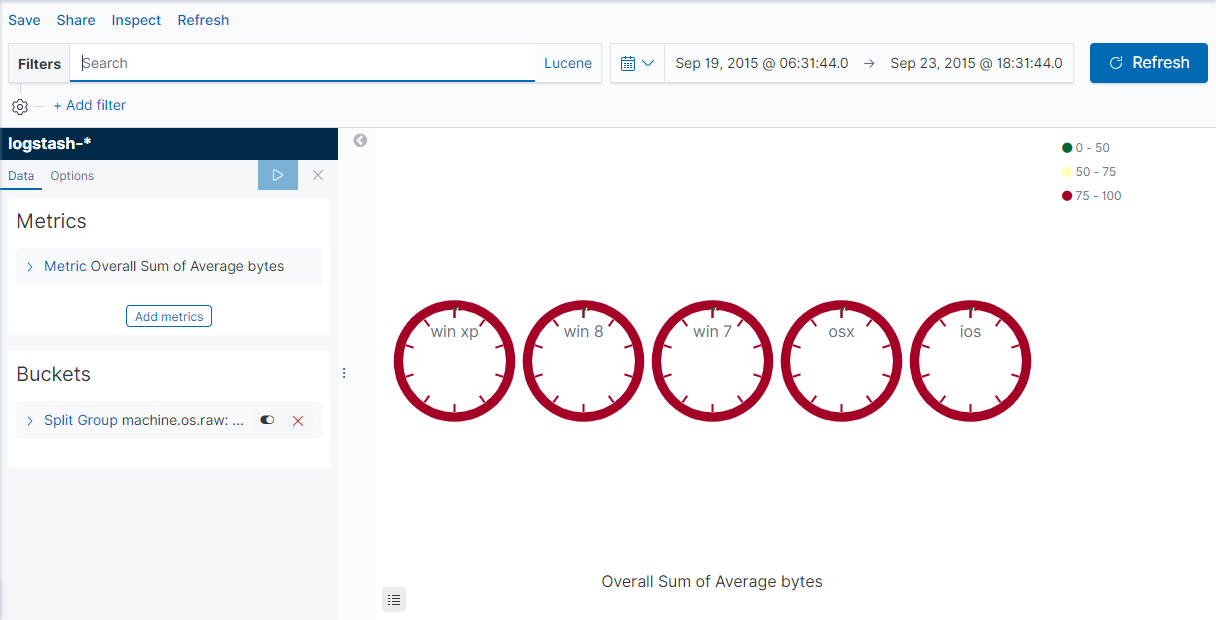 Save Share Inspect Refresh
Filters Search Lucene Sep 19, 2015 @ 06:31:44.0 → Sep 23, 2015 @ 18:31:44.0 Refresh
+ Add filter
logstash-*
Data Options
Metrics
Metric Overall Sum of Average bytes
Add metrics
Buckets
Split Group machine.os.raw: ...
0 - 50
50 - 75
75 - 100
win xp win 8 win 7 osx ios
Overall Sum of Average bytes